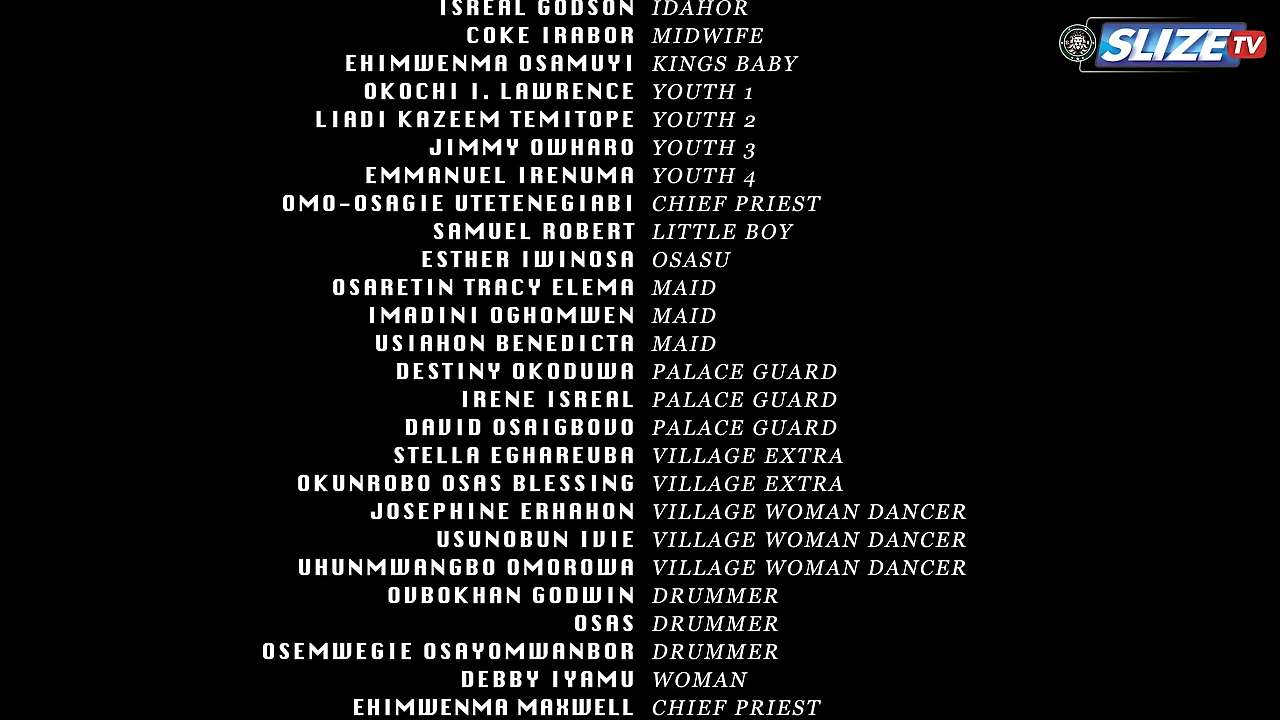 ISREAL GODSON IDAHOR
COKE IRABOR MIDWIFE
EHIMWENMA OSAMUYI KINGS BABY
OKOCHI I. LAWRENCE YOUTH 1
LIADI KAZEEM TEMITOPE YOUTH 2
JIMMY OWHARO YOUTH 3
EMMANUEL IRENUMA YOUTH 4
OMO-OSAGIE UTETENEGIABI CHIEF PRIEST
SAMUEL ROBERT LITTLE BOY
ESTHER IWINOSA OSASU
OSARETIN TRACY ELEMA MAID
IMADINI OGHOMWEN MAID
USIAHON BENEDICTA MAID
DESTINY OKODUWA PALACE GUARD
IRENE ISREAL PALACE GUARD
DAVID OSAIGBOVO PALACE GUARD
STELLA EGHAREUBA VILLAGE EXTRA
OKUNROBO OSAS BLESSING VILLAGE EXTRA
JOSEPHINE ERHAHON VILLAGE WOMAN DANCER
USUNOBUN IVIE VILLAGE WOMAN DANCER
UHUNMWANGBO OMOROWA VILLAGE WOMAN DANCER
OVBOKHAN GODWIN DRUMMER
OSAS DRUMMER
OSEMWEGIE OSAYOMWANBOR DRUMMER
DEBBY IYAMU WOMAN
EHIMWENMA MAXWELL CHIEF PRIEST
SLIZE TV